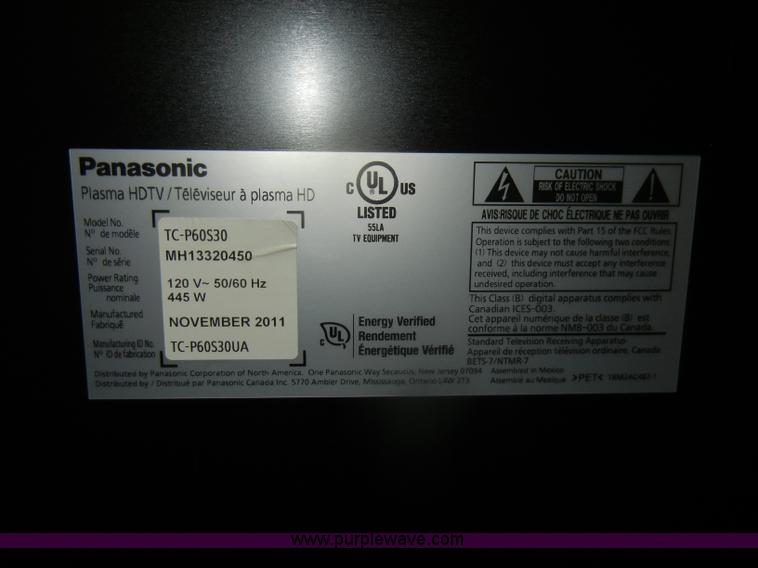 Panasonic
Plasma HDTV / Téléviseur à plasma HD
Model No.
Nº de modèle
TC-P60S30
Serial No.
Nº de série
MH13320450
Power Rating
Puissance
nominale
120 V~ 50/60 Hz
445 W
Manufactured
Fabriqué
NOVEMBER 2011
Manufacturing ID No.
Nº ID de fabrication
TC-P60S30UA
C UL US
LISTED
55LA
TV EQUIPMENT
UL
Energy Verified
Rendement
Énergétique Vérifié
CAUTION
RISK OF ELECTRIC SHOCK
DO NOT OPEN
AVIS:RISQUE DE CHOC ÉLECTRIQUE NE PAS OUVRIR
This device complies with Part 15 of the FCC Rules.
Operation is subject to the following two conditions:
(1) This device may not cause harmful interference,
and (2) this device must accept any interference
received, including interference that may cause
undesired operation.
This Class (B) digital apparatus complies with
Canadian ICES-003.
Cet appareil numérique de la classe (B) est
conforme à la norme NMB-003 du Canada.
Standard Television Receiving Apparatus-
Appareil de réception télévision ordinaire, Canada
BETS-7/NTMR-7
Distributed by Panasonic Corporation of North America. One Panasonic Way Secaucus, New Jersey 07094
Distributed by / Distribué par Panasonic Canada Inc. 5770 Ambler Drive, Mississauga, Ontario L4W 2T3
Assembled in Mexico
Assemblé au Mexique
>PET<
www.purplewave.com